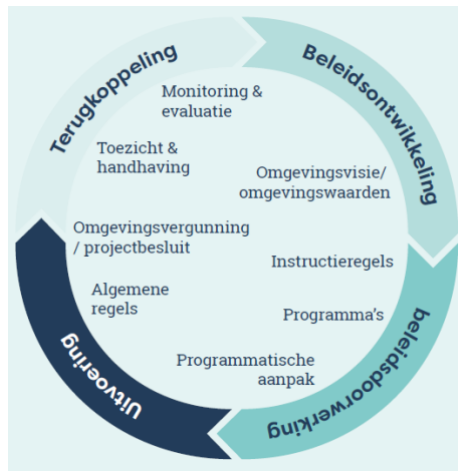 Terugkoppeling
Beleidsontwikkeling
Monitoring &
evaluatie
Toezicht &
handhaving
Omgevingsvisie/
omgevingswaarden
Omgevingsvergunning
/ projectbesluit
Instructieregels
Algemene
regels
Programma's
Programmatische
aanpak
Uitvoering
beleidsdoorwerking